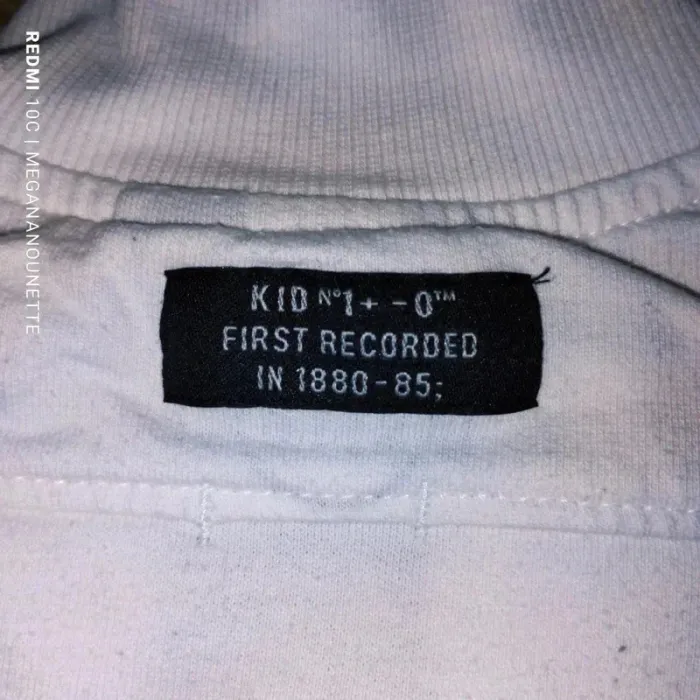 REDMI 10C | MEGANANOUNETTE
KID N°1+ -0™
FIRST RECORDED
IN 1880-85;